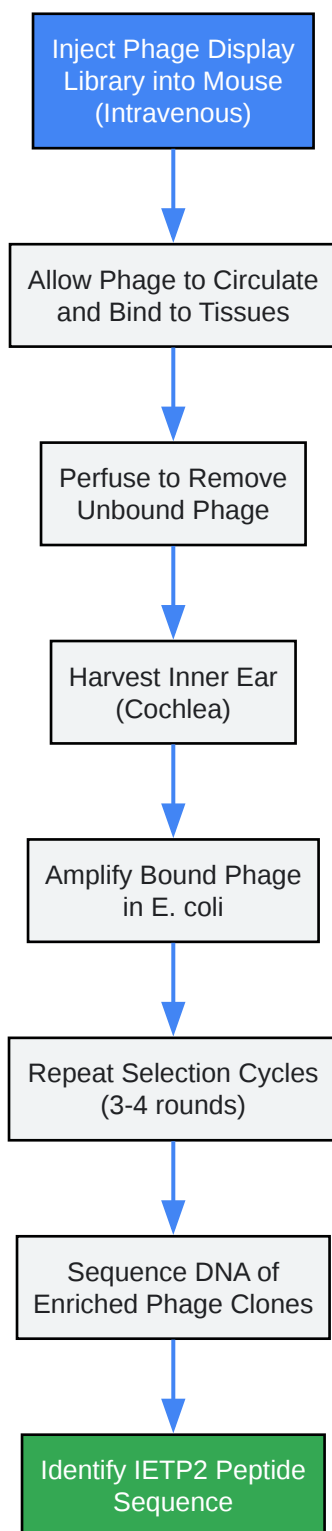 Inject Phage Display
Library into Mouse
(Intravenous)
Allow Phage to Circulate
and Bind to Tissues
Perfuse to Remove
Unbound Phage
Harvest Inner Ear
(Cochlea)
Amplify Bound Phage
in E. coli
Repeat Selection Cycles
(3-4 rounds)
Sequence DNA of
Enriched Phage Clones
Identify IETP2 Peptide
Sequence